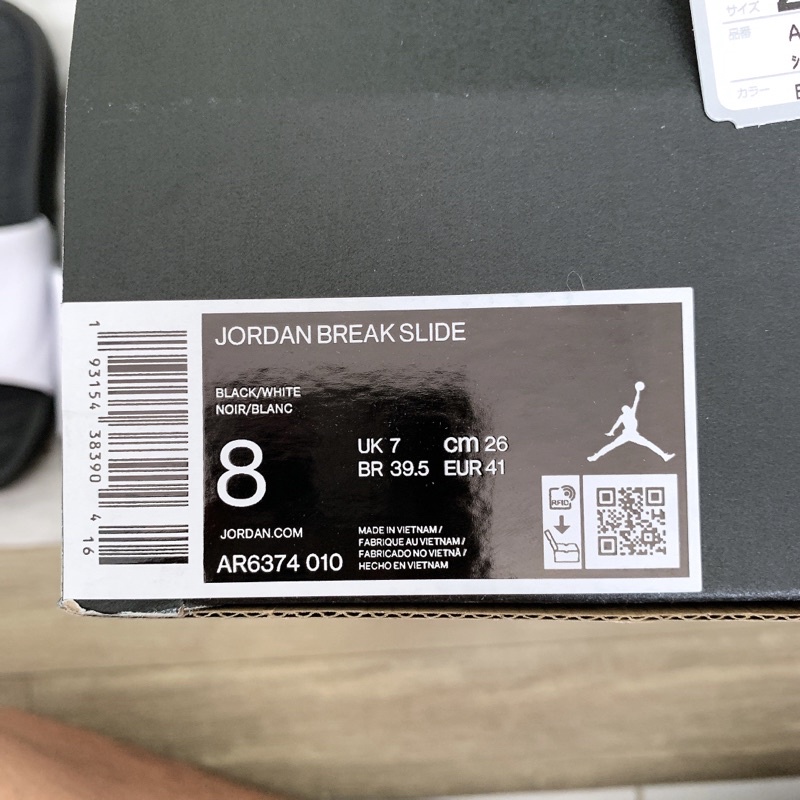 サイズ
品番
カラー
JORDAN BREAK SLIDE
BLACK/WHITE
NOIR/BLANC
8
UK 7 cm 26
BR 39.5 EUR 41
JORDAN.COM
AR6374 010
MADE IN VIETNAM /
FABRIQUE AU VIETNAM /
FABRICADO NO VIETNÃ /
HECHO EN VIETNAM
RFID
1 93154 38390 4 16